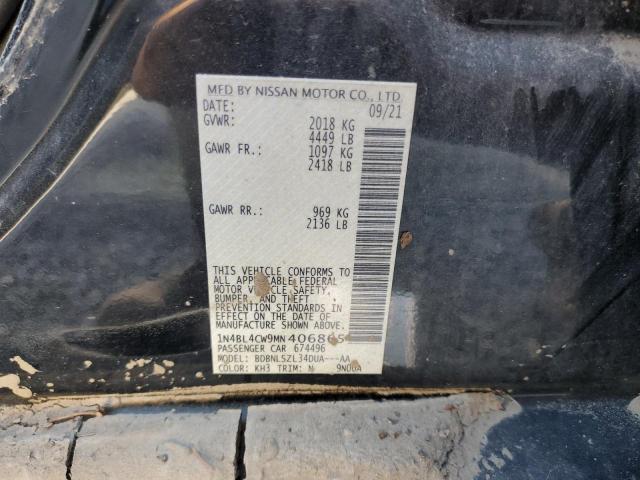 MFD BY NISSAN MOTOR CO., LTD
DATE: 09/21
GVWR: 2018 KG
4449 LB
GAWR FR.: 1097 KG
2418 LB
GAWR RR.: 969 KG
2136 LB
THIS VEHICLE CONFORMS TO
ALL APPLICABLE FEDERAL
MOTOR VEHICLE SAFETY,
BUMPER, AND THEFT
PREVENTION STANDARDS IN
EFFECT ON THE DATE OF
MANUFACTURE SHOWN ABOVE.
1N4BL4CW9MN406865
PASSENGER CAR 674496
MODEL: BDBNLSZL34DUA---AA
COLOR: KH3 TRIM: N